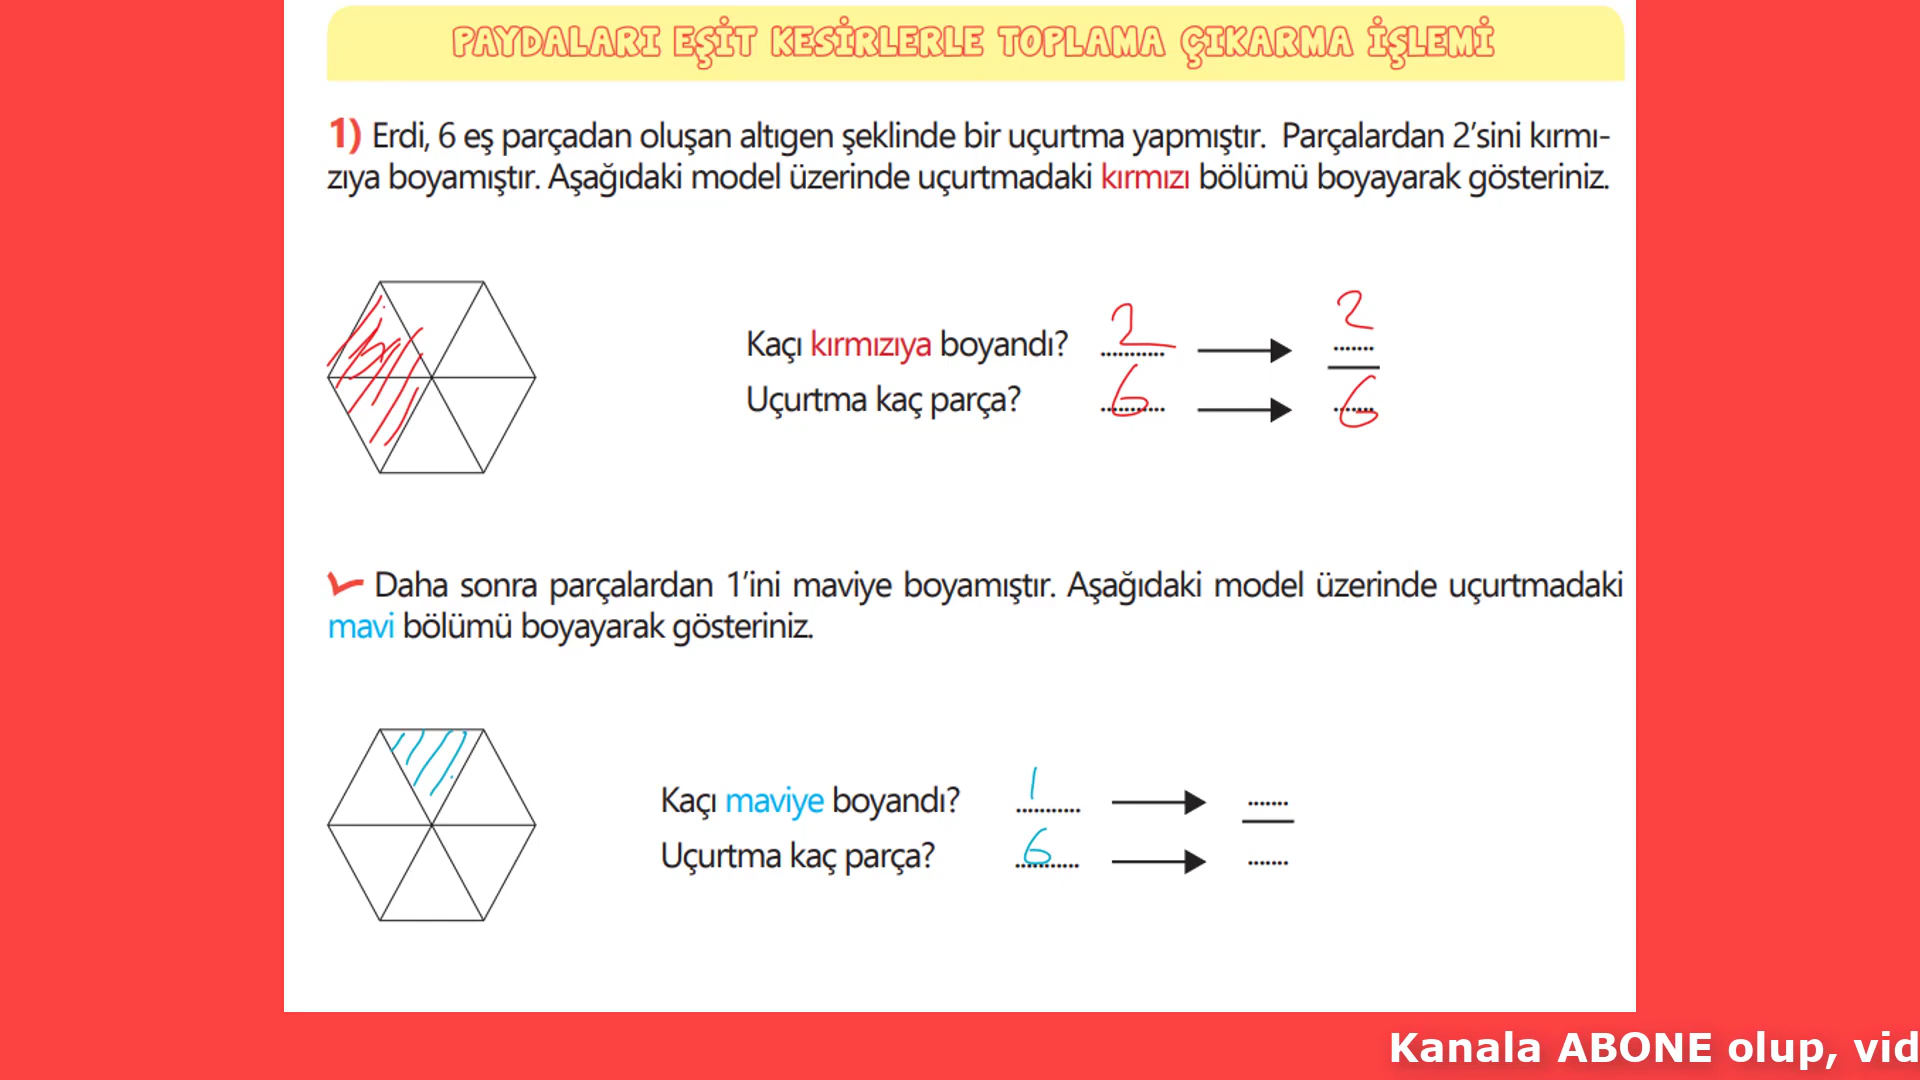 PAYDALARI EŞİT KESİRLERLE TOPLAMA ÇIKARMA İŞLEMİ
1) Erdi, 6 eş parçadan oluşan altıgen şeklinde bir uçurtma yapmıştır. Parçalardan 2'sini kırmı-
zıya boyamıştır. Aşağıdaki model üzerinde uçurtmadaki kırmızı bölümü boyayarak gösteriniz.
Kaçı kırmızıya boyandı? 2 2
Uçurtma kaç parça? 6 6
Daha sonra parçalardan 1'ini maviye boyamıştır. Aşağıdaki model üzerinde uçurtmadaki
mavi bölümü boyayarak gösteriniz.
Kaçı maviye boyandı? 1 .......
Uçurtma kaç parça? 6 .......
Kanala ABONE olup, vid